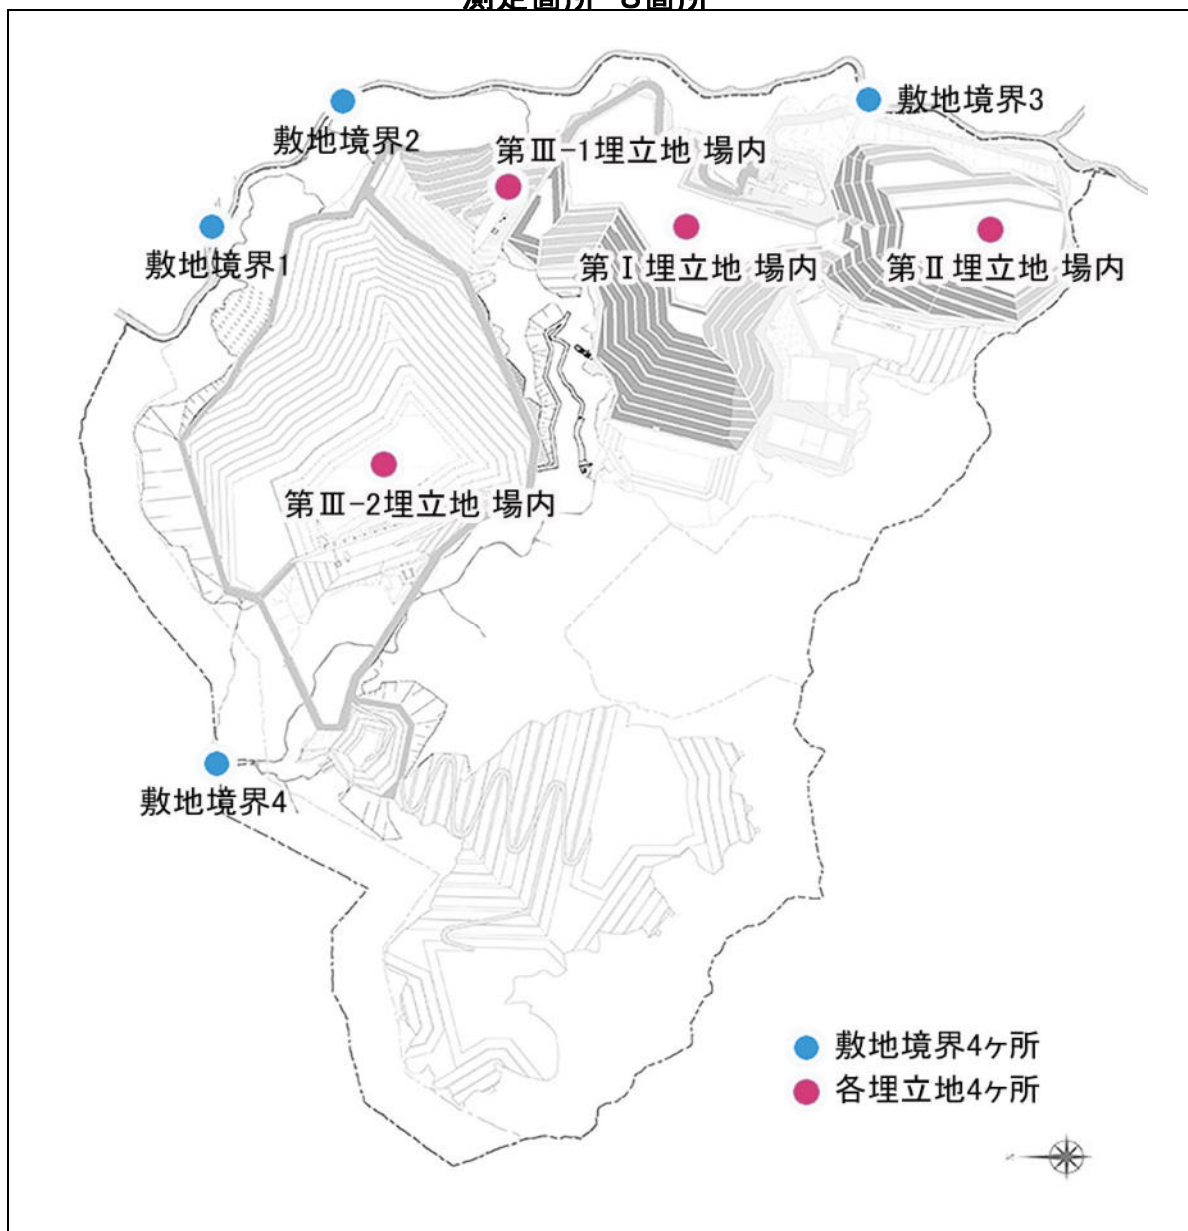 敷地境界3
敷地境界2
第Ⅲ-1埋立地 場内
敷地境界1
第Ⅰ埋立地 場内
第Ⅱ埋立地 場内
第Ⅲ-2埋立地 場内
敷地境界4
敷地境界4ヶ所
各埋立地4ヶ所